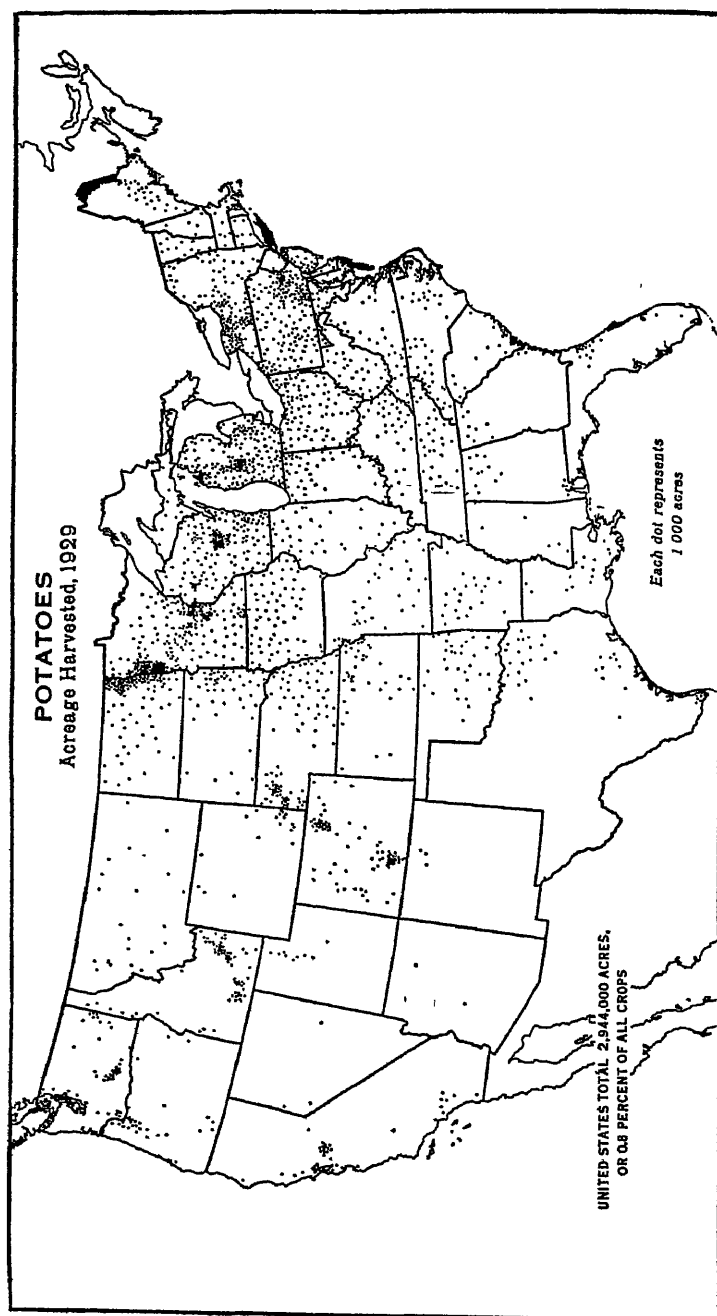 POTATOES
Acreage Harvested, 1929
Each dot represents
1 000 acres
UNITED STATES TOTAL 2,944,000 ACRES,
OR 0.8 PERCENT OF ALL CROPS